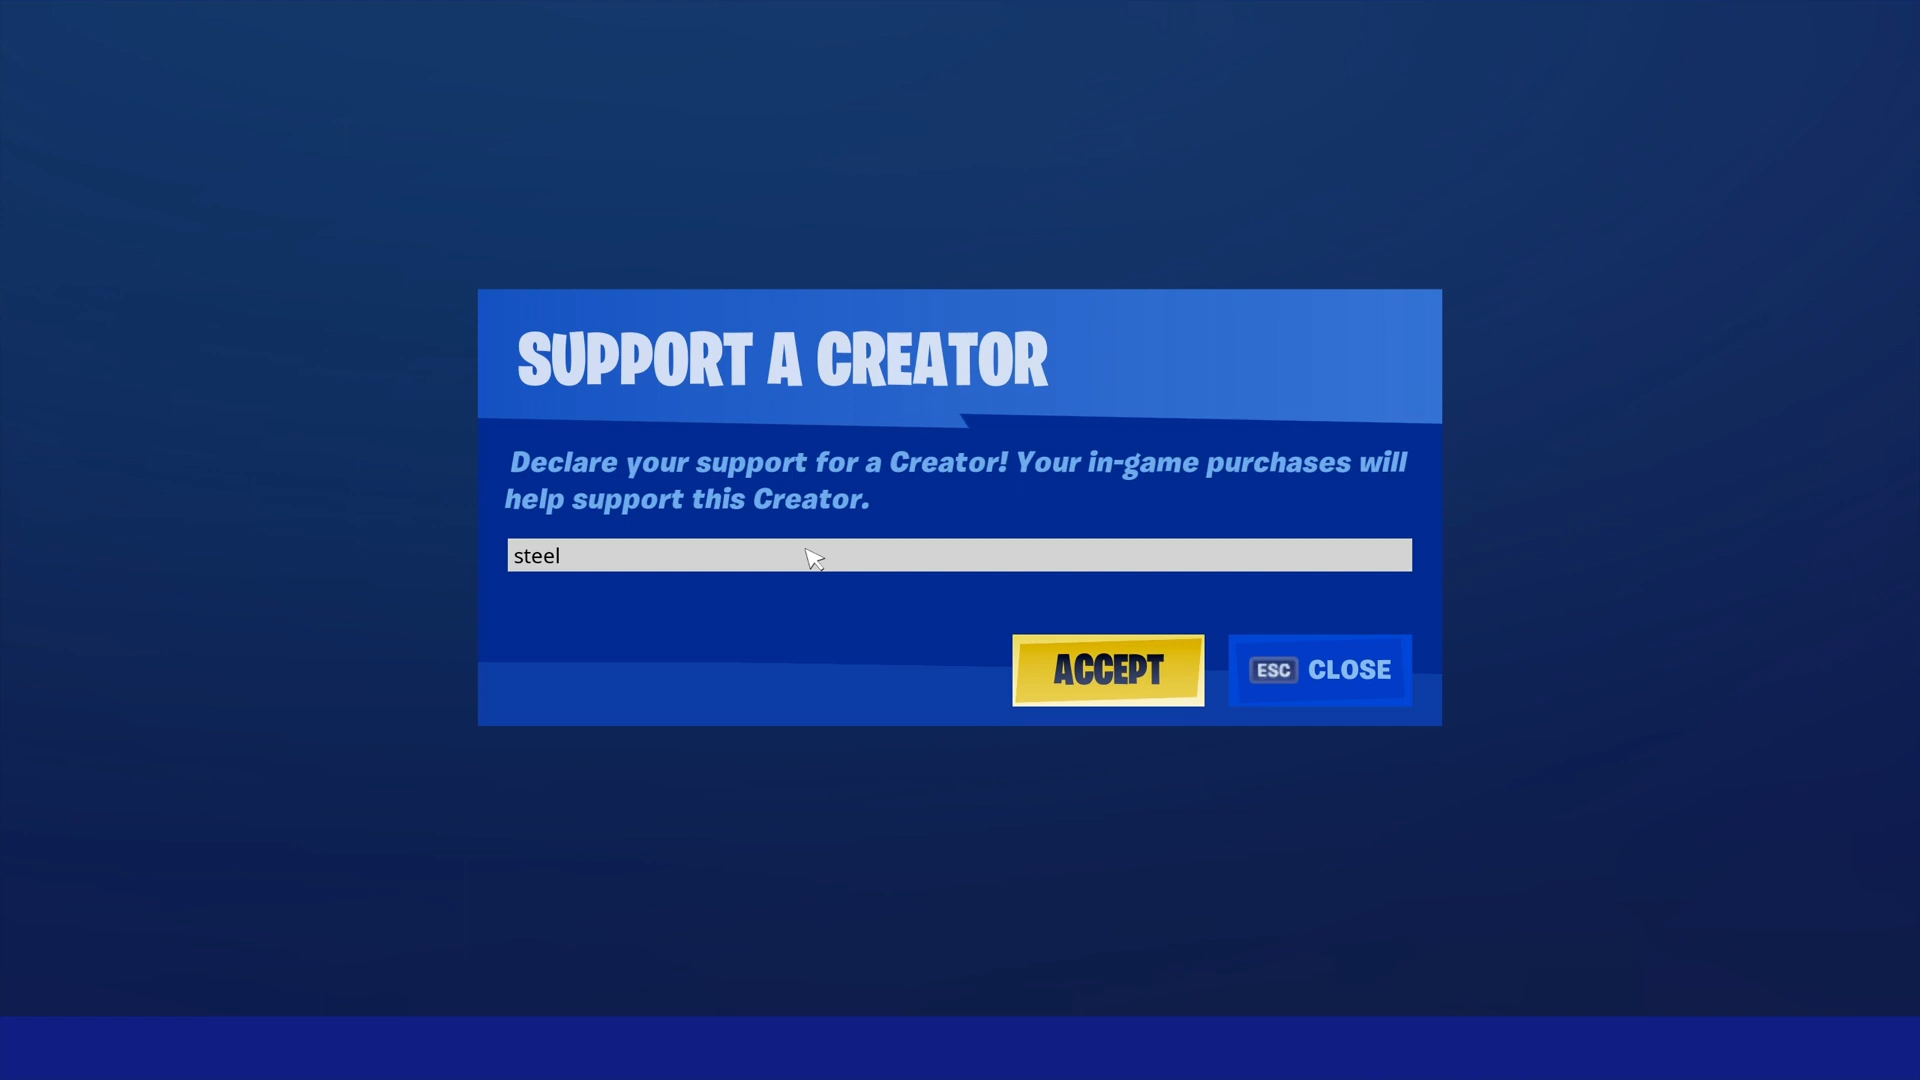 SUPPORT A CREATOR
Declare your support for a Creator! Your in-game purchases will
help support this Creator.
steel
ACCEPT
ESC CLOSE